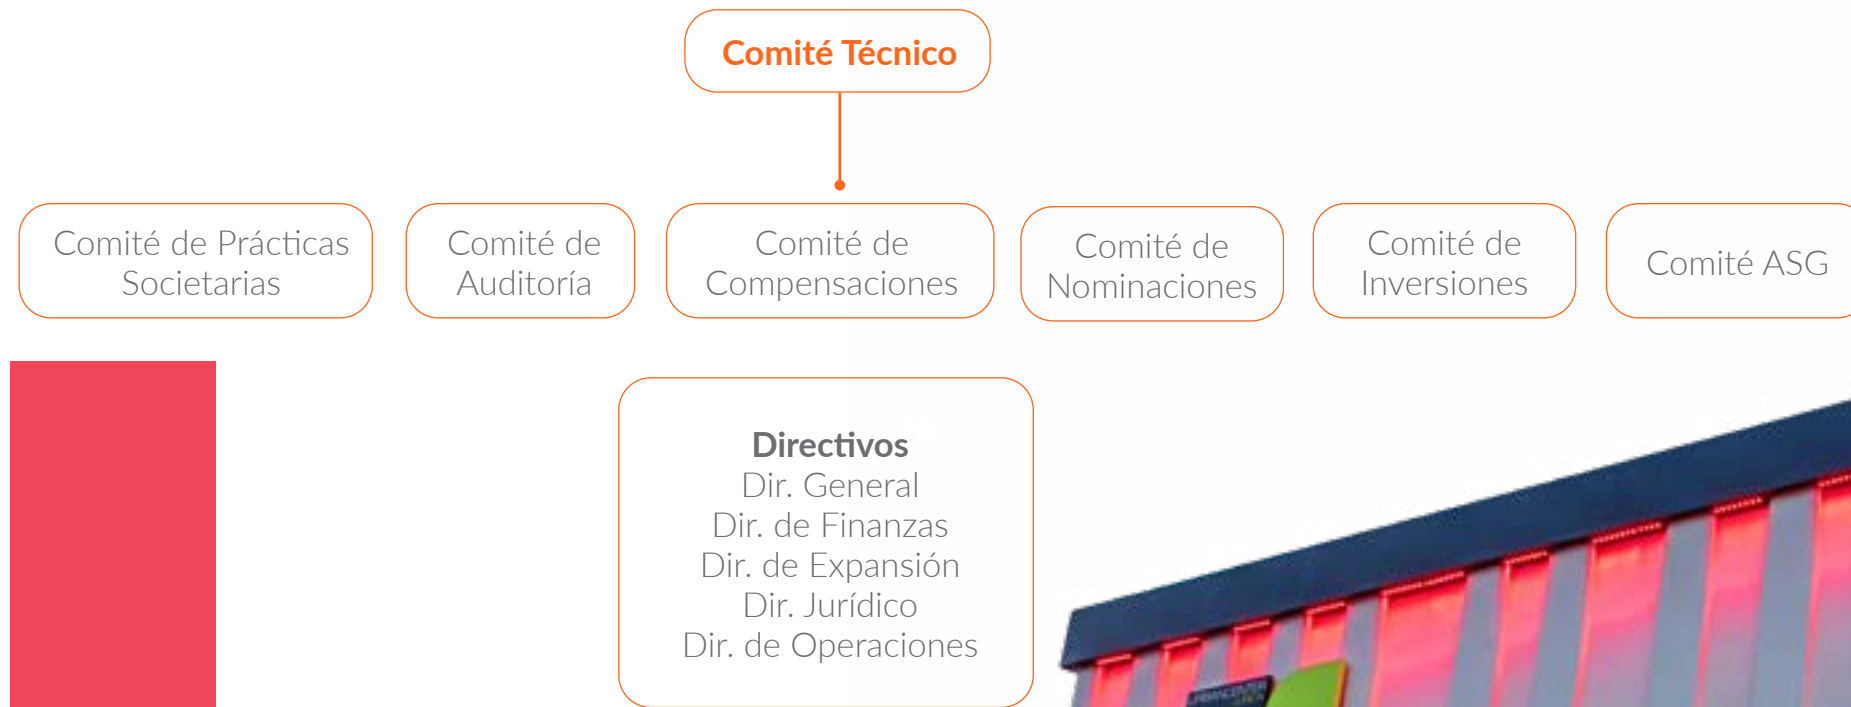 Comité Técnico
Comité de Prácticas
Societarias
Comité de
Auditoría
Comité de
Compensaciones
Comité de
Nominaciones
Comité de
Inversiones
Comité ASG
Directivos
Dir. General
Dir. de Finanzas
Dir. de Expansión
Dir. Jurídico
Dir. de Operaciones